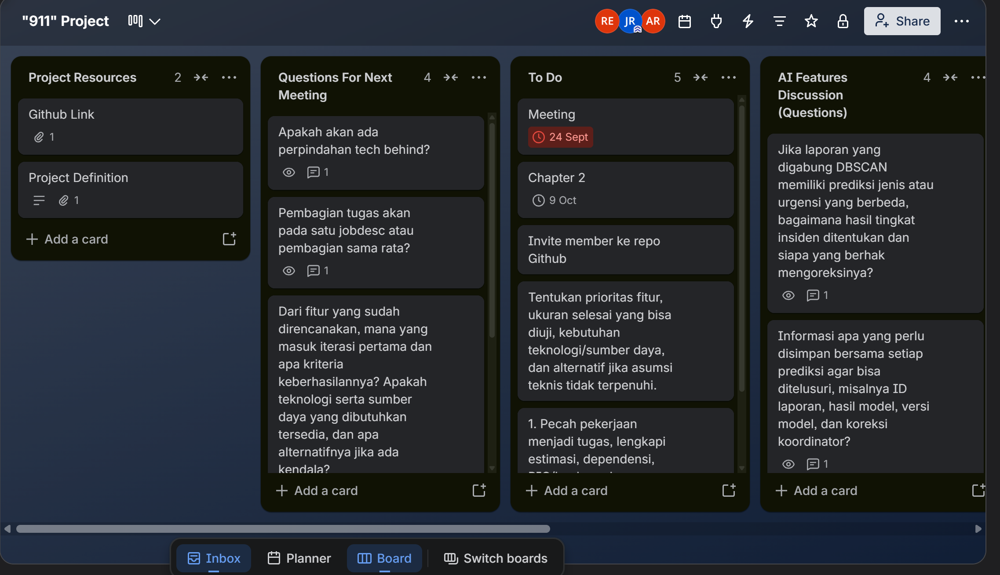 "911" Project
RE
JR
AR
Share
Project Resources
2
Github Link
1
Project Definition
1
Add a card
Questions For Next
Meeting
4
Apakah akan ada
perpindahan tech behind?
1
Pembagian tugas akan
pada satu jobdesc atau
pembagian sama rata?
1
Dari fitur yang sudah
direncanakan, mana yang
masuk iterasi pertama dan
apa kriteria
keberhasilannya? Apakah
teknologi serta sumber
daya yang dibutuhkan
tersedia, dan apa
alternatifnya jika ada
kendala?
Add a card
To Do
5
Meeting
24 Sept
Chapter 2
9 Oct
Invite member ke repo
Github
Tentukan prioritas fitur,
ukuran selesai yang bisa
diuji, kebutuhan
teknologi/sumber daya,
dan alternatif jika asumsi
teknis tidak terpenuhi.
1. Pecah pekerjaan
menjadi tugas, lengkapi
estimasi, dependensi,
Add a card
AI Features
Discussion
(Questions)
4
Jika laporan yang
digabung DBSCAN
memiliki prediksi jenis atau
urgensi yang berbeda,
bagaimana hasil tingkat
insiden ditentukan dan
siapa yang berhak
mengoreksinya?
1
Informasi apa yang perlu
disimpan bersama setiap
prediksi agar bisa
ditelusuri, misalnya ID
laporan, hasil model, versi
model, dan koreksi
koordinator?
1
Add a card
Inbox
Planner
Board
Switch boards